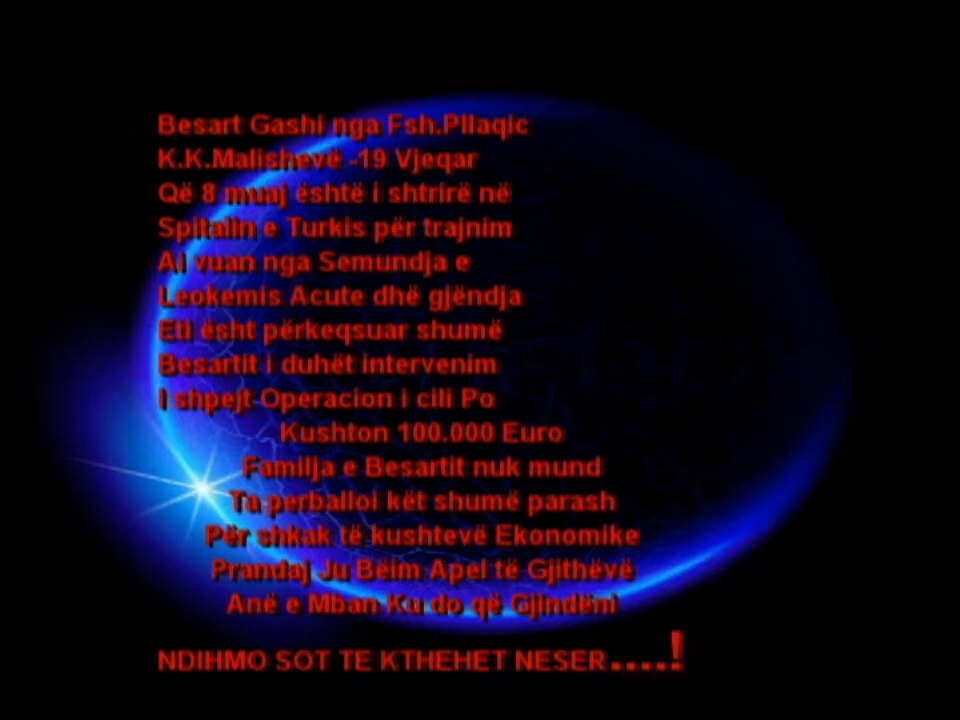 Besart Gashi nga Fsh.Pllaqic
K.K.Malishevë -19 Vjeqar
Që 8 muaj është i shtrirë në
Spitalin e Turkis për trajnim
Ai vuan nga Semundja e
Leokemis Acute dhë gjëndja
Eti ësht përkeqsuar shumë
Besartit i duhët intervenim
I shpejt-Operacion i cili Po
Kushton 100.000 Euro
Familja e Besartit nuk mund
Ta perballoi kët shumë parash
Për shkak të kushtevë Ekonomike
Prandaj Ju Bëim Apel të Gjithëvë
Anë e Mban Ku do që Gjindëni
NDIHMO SOT TE KTHEHET NESER....!